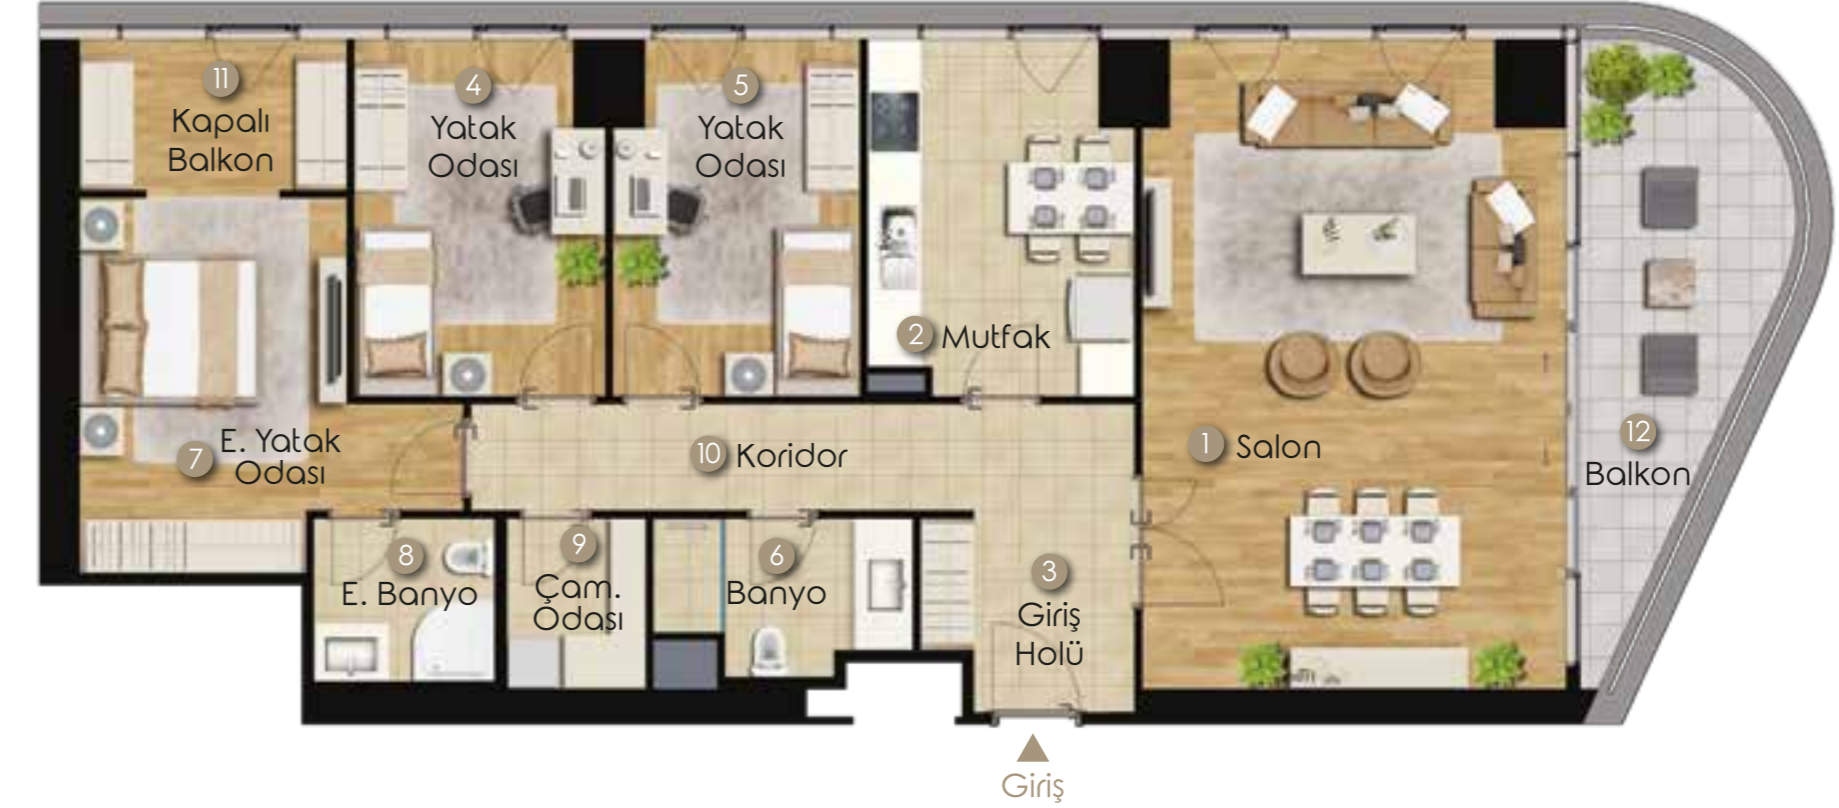 11
Kapalı
Balkon
4
Yatak
Odası
5
Yatak
Odası
2 Mutfak
7 E. Yatak
Odası
10 Koridor
1 Salon
12
Balkon
8
E. Banyo
9
Çam.
Odası
6
Banyo
3
Giriş
Holü
Giriş